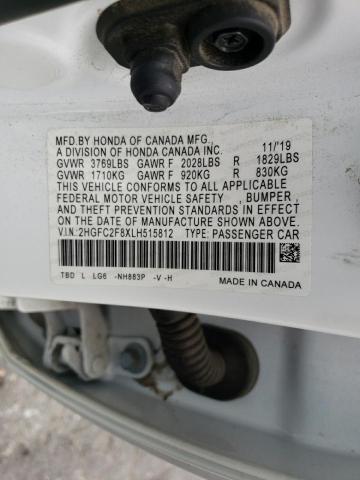 MFD.BY HONDA OF CANADA MFG., 11/'19
A DIVISION OF HONDA CANADA INC.
GVWR 3769LBS GAWR F 2028LBS R 1829LBS
GVWR 1710KG GAWR F 920KG R 830KG
THIS VEHICLE CONFORMS TO ALL APPLICABLE
FEDERAL MOTOR VEHICLE SAFETY, BUMPER, AND
THEFT PREVENTION STANDARDS IN EFFECT
ON THE DATE OF MANUFACTURE SHOWN ABOVE.
V.I.N.:2HGFC2F8XLH515812 TYPE: PASSENGER CAR
TBD L LG6 -NH883P -V -H
MADE IN CANADA